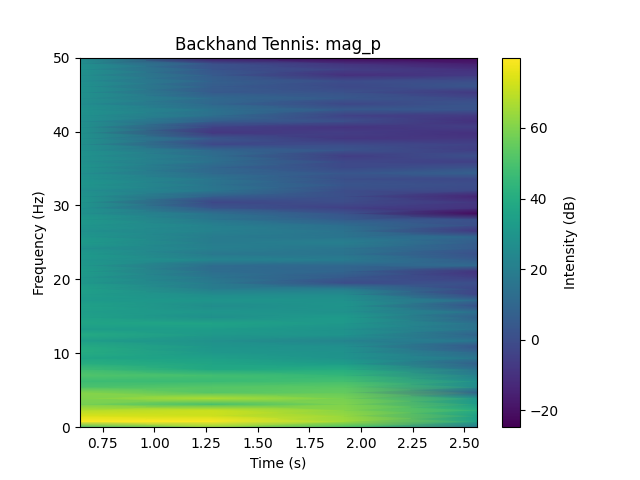 Backhand Tennis: mag_p
50
40
30
20
10
0
Frequency (Hz)
0.75 1.00 1.25 1.50 1.75 2.00 2.25 2.50
Time (s)
60
40
20
0
−20
Intensity (dB)